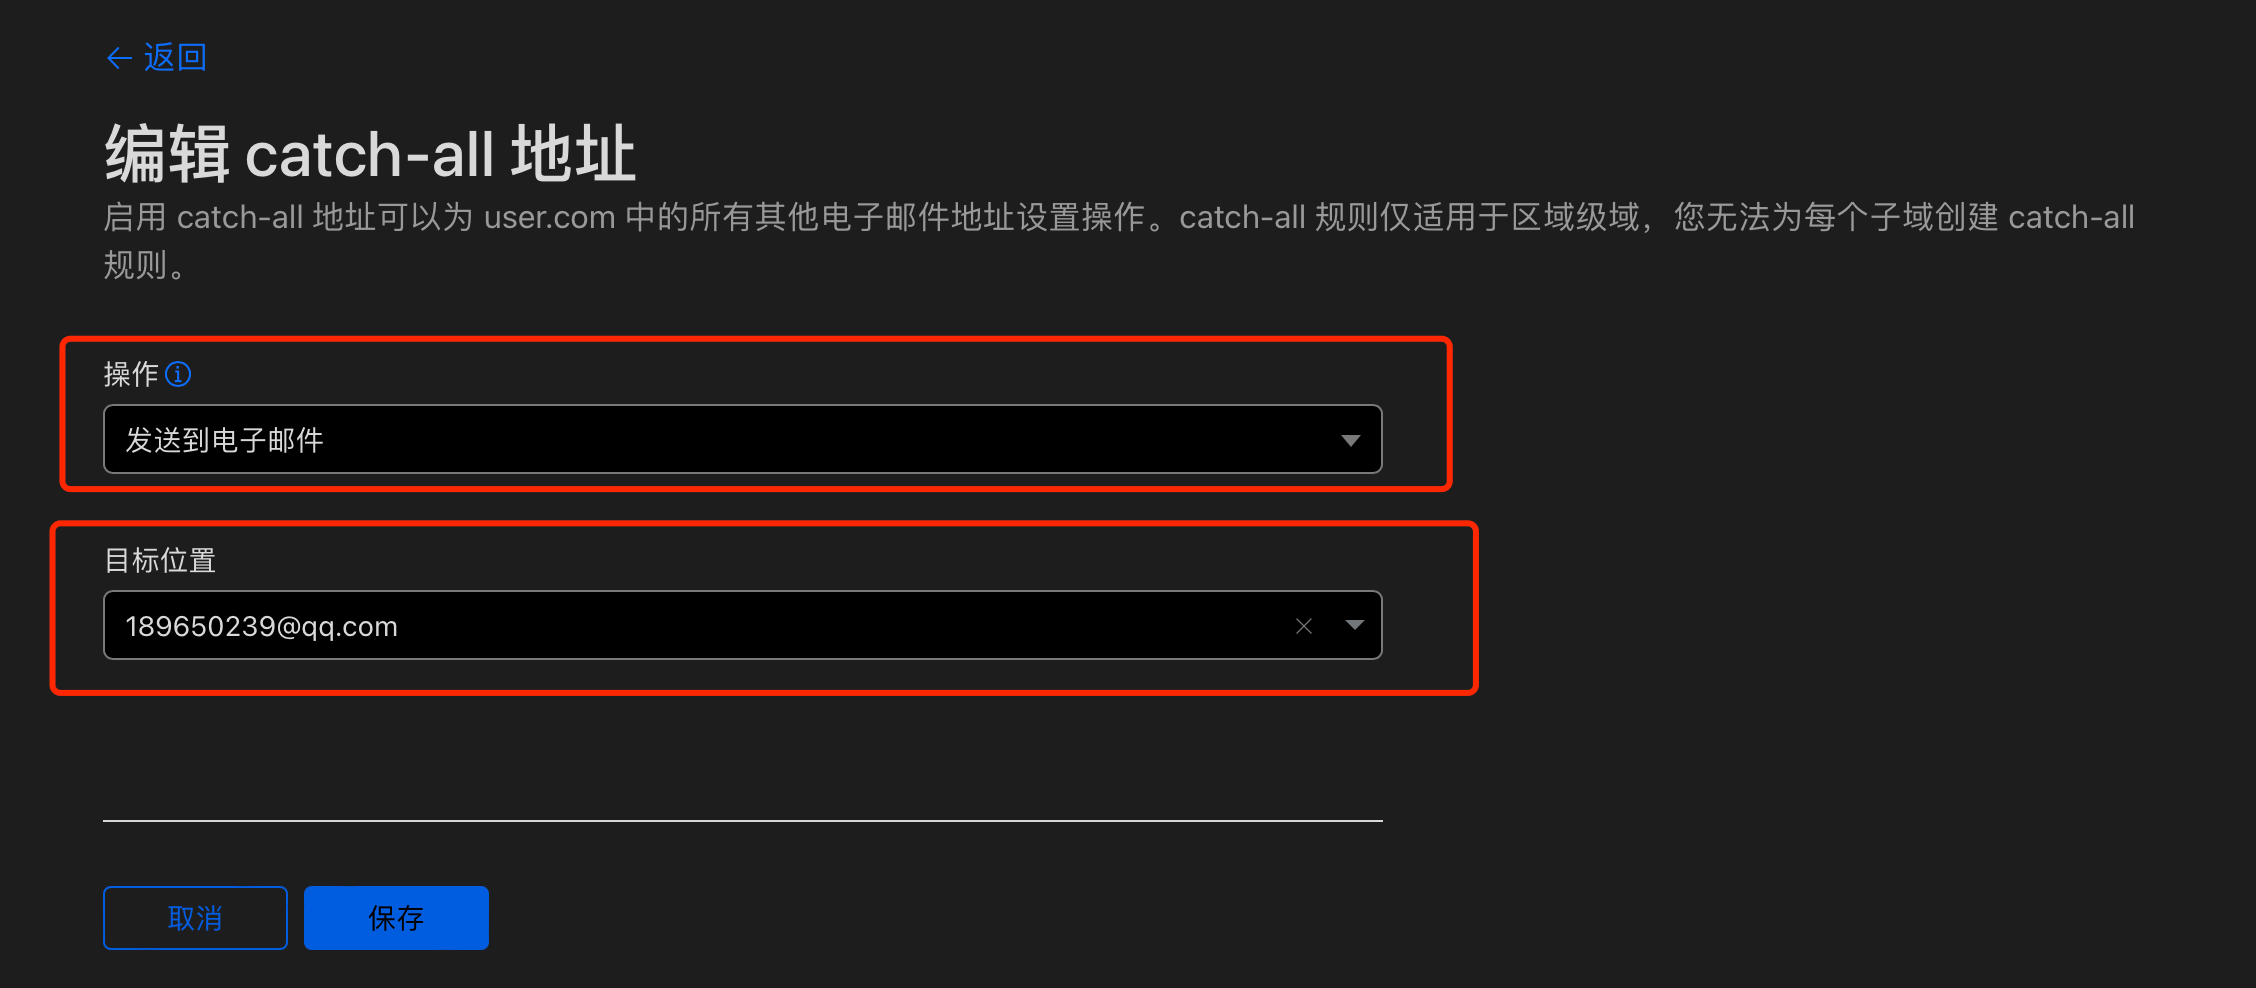 返回
编辑 catch-all 地址
启用 catch-all 地址可以为 user.com 中的所有其他电子邮件地址设置操作。catch-all 规则仅适用于区域级域，您无法为每个子域创建 catch-all
规则。
操作
发送到电子邮件
目标位置
189650239@qq.com
取消
保存